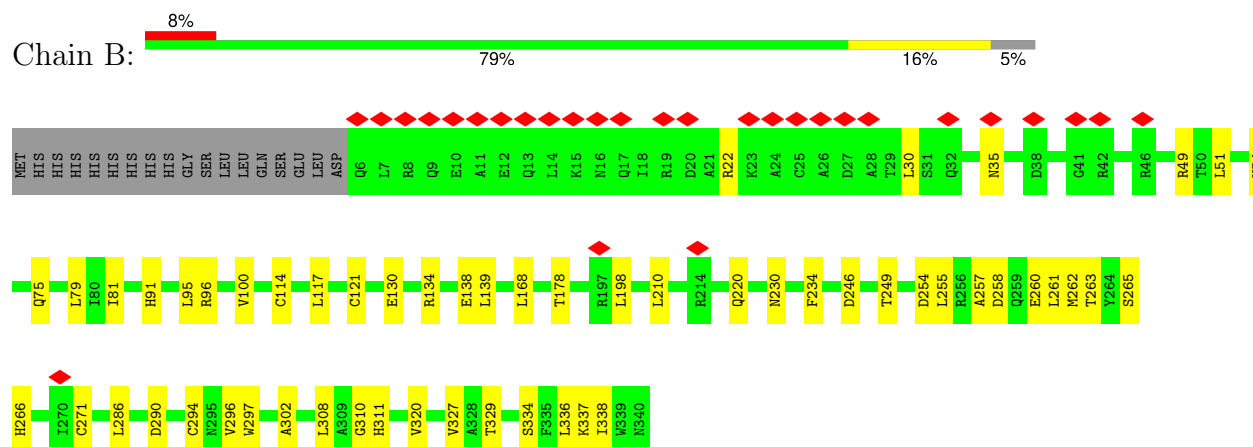 8%
Chain B:
79% 16% 5%
MET HIS HIS HIS HIS HIS HIS HIS GLY SER LEU LEU GLN SER GLU LEU ASP Q6 L7 R8 Q9 E10 A11 E12 Q13 L14 K15 N16 Q17 I18 R19 D20 A21 R22 K23 A24 C25 A26 D27 A28 T29 L30 S31 Q32 N35 D38 G41 R42 R46 R49 T50 L51
Q75 L79 I80 I81 H91 L95 R96 V100 C114 L117 C121 E130 R134 E138 L139 L168 T178 R197 L198 L210 R214 Q220 N230 F234 D246 T249 D254 L255 R256 A257 D258 Q259 E260 L261 M262 T263 Y264 S265
H266 I270 C271 L286 D290 C294 N295 V296 W297 A302 L308 A309 G310 H311 V320 V327 A328 T329 S334 F335 L336 K337 I338 W339 N340